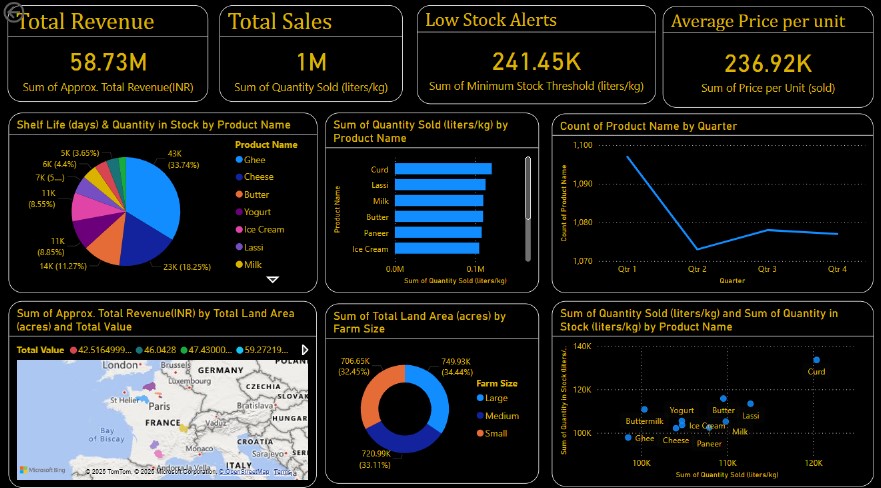 Total Revenue
58.73M
Sum of Approx. Total Revenue(INR)
Total Sales
1M
Sum of Quantity Sold (liters/kg)
Low Stock Alerts
241.45K
Sum of Minimum Stock Threshold (liters/kg)
Average Price per unit
236.92K
Sum of Price per Unit (sold)
Shelf Life (days) & Quantity in Stock by Product Name
5K (3.65%)
6K (4.4%)
7K (5...)
11K
(8.55%)
11K
(8.85%)
14K (11.27%)
23K (18.25%)
43K
(33.74%)
Product Name
Ghee
Cheese
Butter
Yogurt
Ice Cream
Lassi
Milk
Sum of Quantity Sold (liters/kg) by
Product Name
Product Name
Curd
Lassi
Milk
Butter
Paneer
Ice Cream
0.0M
0.1M
Sum of Quantity Sold (liters/kg)
Count of Product Name by Quarter
Count of Product Name
1,100
1,090
1,080
1,070
Qtr 1
Qtr 2
Qtr 3
Qtr 4
Quarter
Sum of Approx. Total Revenue(INR) by Total Land Area
(acres) and Total Value
Total Value
42.5164999...
46.0428
47.43000...
59.27219...
London
Brussels
GERMANY
POLAN
Luxembourg
CZECHIA
St Helier
Paris
SLOVAK
Bratislava
FRANCE
Vaduz
HUNGAR
Bay
of Biscay
CROATIA
Monaco
Sarajevo
SER
Andorra la Vella
ITALY
Microsoft Bing
© 2025 TomTom, © 2025 Microsoft Corporation, © OpenStreetMap Terms
Sum of Total Land Area (acres) by
Farm Size
706.65K
(32.45%)
749.93K
(34.44%)
720.99K
(33.11%)
Farm Size
Large
Medium
Small
Sum of Quantity Sold (liters/kg) and Sum of Quantity in
Stock (liters/kg) by Product Name
Sum of Quantity in Stock (liters/...
140K
120K
100K
Curd
Yogurt
Butter
Lassi
Buttermilk
Ice Cream
Milk
Ghee
Cheese
Paneer
100K
110K
120K
Sum of Quantity Sold (liters/kg)